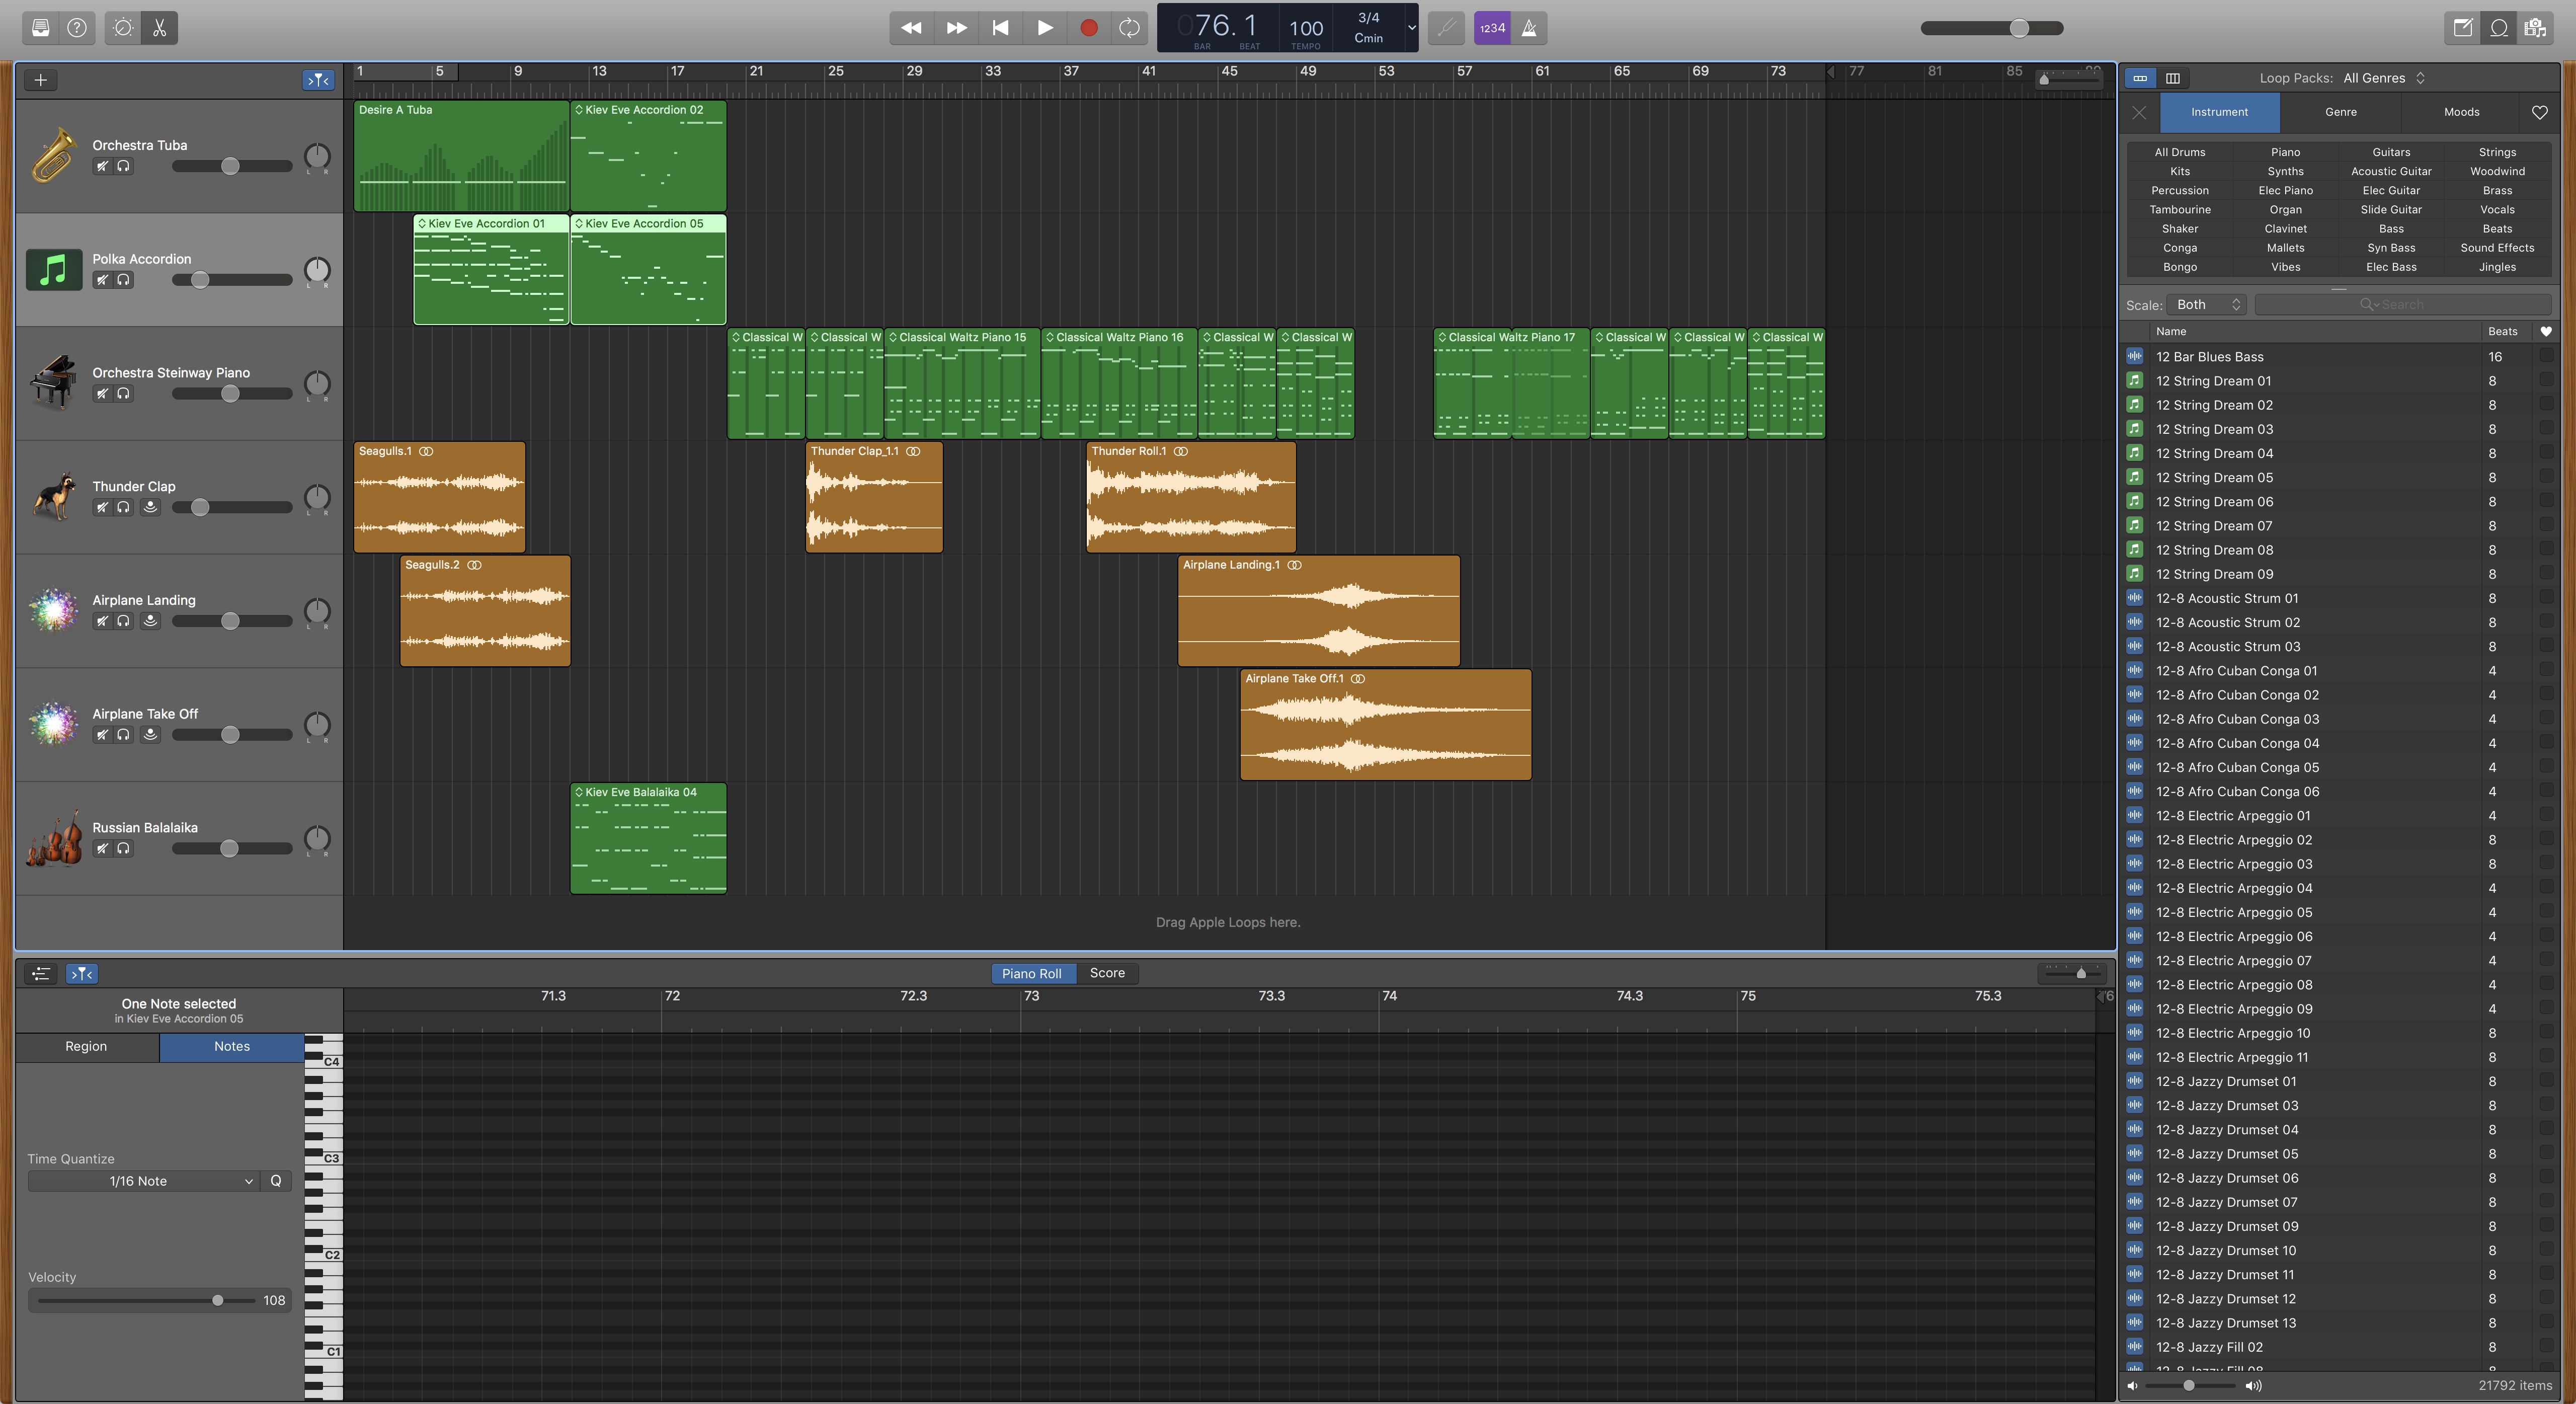 076.1
BAR BEAT
100
TEMPO
3/4
Cmin
1234
1 5 9 13 17 21 25 29 33 37 41 45 49 53 57 61 65 69 73 77 81 85
Loop Packs: All Genres
Instrument Genre Moods
All Drums Piano Guitars Strings
Kits Synths Acoustic Guitar Woodwind
Percussion Elec Piano Elec Guitar Brass
Tambourine Organ Slide Guitar Vocals
Shaker Clavinet Bass Beats
Conga Mallets Syn Bass Sound Effects
Bongo Vibes Elec Bass Jingles
Scale: Both Search
Name Beats
12 Bar Blues Bass 16
12 String Dream 01 8
12 String Dream 02 8
12 String Dream 03 8
12 String Dream 04 8
12 String Dream 05 8
12 String Dream 06 8
12 String Dream 07 8
12 String Dream 08 8
12 String Dream 09 8
12-8 Acoustic Strum 01 8
12-8 Acoustic Strum 02 8
12-8 Acoustic Strum 03 8
12-8 Afro Cuban Conga 01 4
12-8 Afro Cuban Conga 02 4
12-8 Afro Cuban Conga 03 4
12-8 Afro Cuban Conga 04 4
12-8 Afro Cuban Conga 05 4
12-8 Afro Cuban Conga 06 4
12-8 Electric Arpeggio 01 4
12-8 Electric Arpeggio 02 8
12-8 Electric Arpeggio 03 8
12-8 Electric Arpeggio 04 4
12-8 Electric Arpeggio 05 4
12-8 Electric Arpeggio 06 4
12-8 Electric Arpeggio 07 4
12-8 Electric Arpeggio 08 4
12-8 Electric Arpeggio 09 4
12-8 Electric Arpeggio 10 8
12-8 Electric Arpeggio 11 8
12-8 Jazzy Drumset 01 8
12-8 Jazzy Drumset 03 8
12-8 Jazzy Drumset 04 8
12-8 Jazzy Drumset 05 8
12-8 Jazzy Drumset 06 8
12-8 Jazzy Drumset 07 8
12-8 Jazzy Drumset 09 8
12-8 Jazzy Drumset 10 8
12-8 Jazzy Drumset 11 8
12-8 Jazzy Drumset 12 8
12-8 Jazzy Drumset 13 8
12-8 Jazzy Fill 02 8
21792 items
Orchestra Tuba
L R
Desire A Tuba Kiev Eve Accordion 02
Polka Accordion
L R
Kiev Eve Accordion 01 Kiev Eve Accordion 05
Orchestra Steinway Piano
L R
Classical W Classical W Classical Waltz Piano 15 Classical Waltz Piano 16 Classical W Classical W Classical Waltz Piano 17 Classical W Classical W Classical W
Thunder Clap
L R
Seagulls.1 Thunder Clap_1.1 Thunder Roll.1
Airplane Landing
L R
Seagulls.2 Airplane Landing.1
Airplane Take Off
L R
Airplane Take Off.1
Russian Balalaika
L R
Kiev Eve Balalaika 04
Drag Apple Loops here.
Piano Roll Score
71.3 72 72.3 73 73.3 74 74.3 75 75.3
One Note selected
in Kiev Eve Accordion 05
Region Notes
Time Quantize
1/16 Note Q
Velocity
108
C4
C3
C2
C1